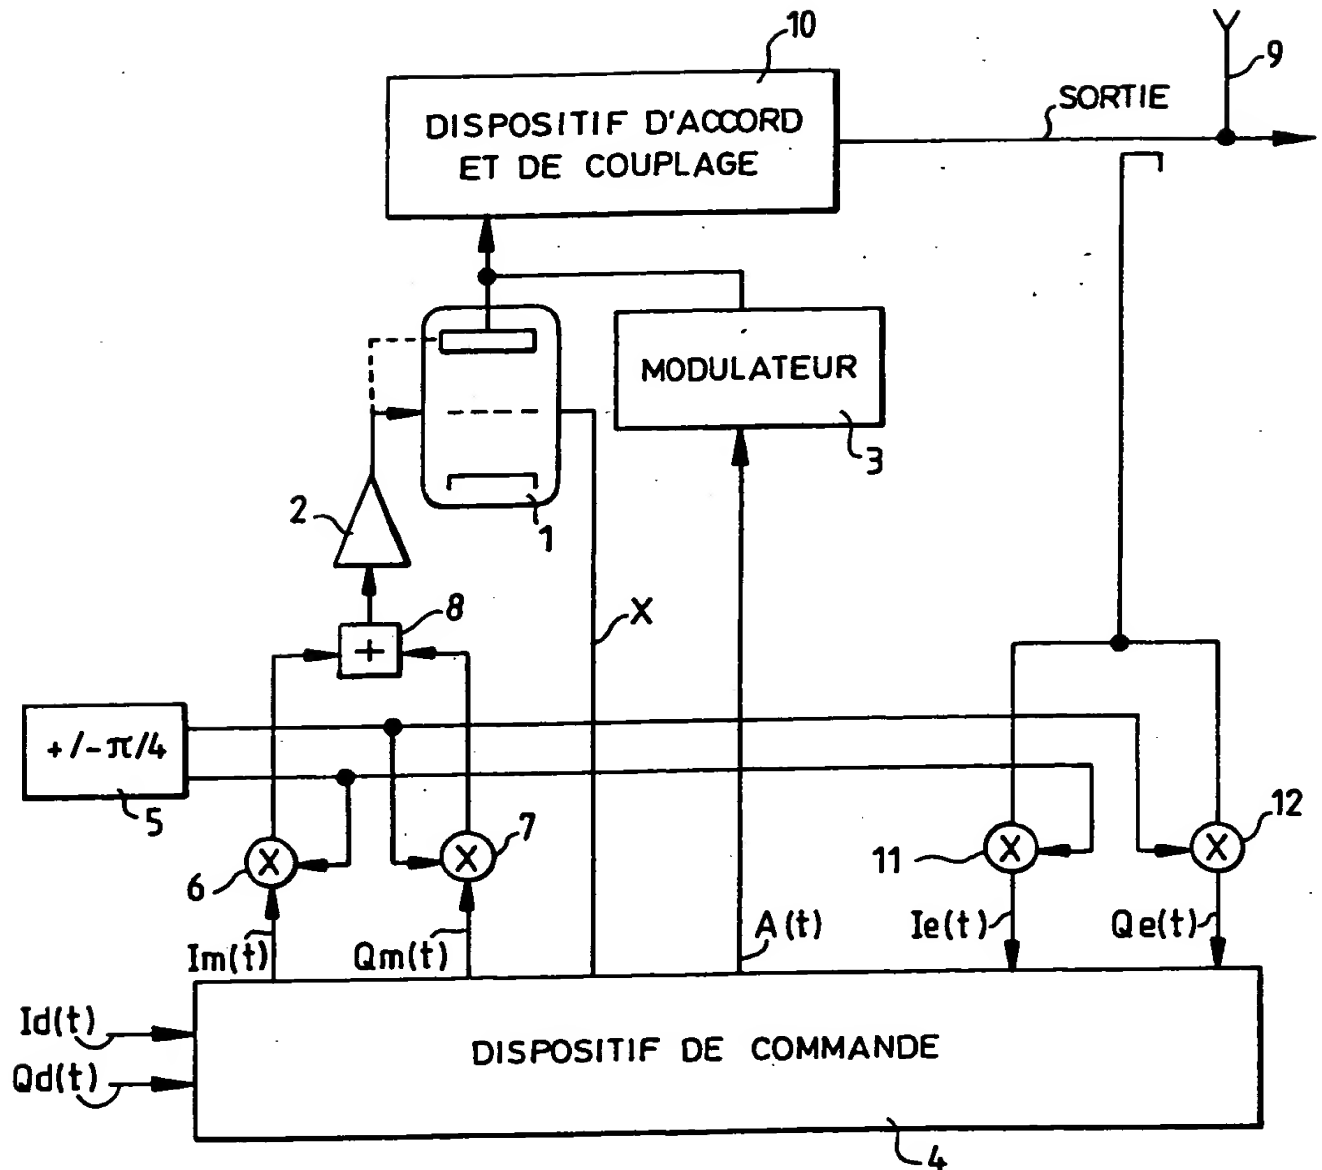 10
9
SORTIE
DISPOSITIF D'ACCORD
ET DE COUPLAGE
MODULATEUR
3
2
1
8
X
+
+/-π/4
5
6
X
7
X
11
X
12
X
Im(t)
Qm(t)
A(t)
Ie(t)
Qe(t)
Id(t)
Qd(t)
DISPOSITIF DE COMMANDE
4